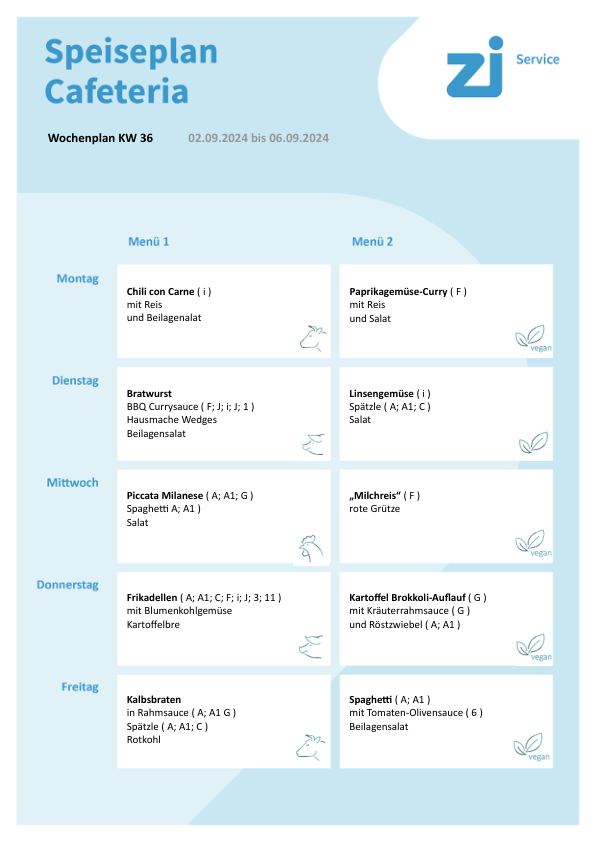 Speiseplan
Cafeteria
zi Service
Wochenplan KW 36 02.09.2024 bis 06.09.2024
Menü 1 Menü 2
Montag
Chili con Carne ( i )
mit Reis
und Beilagenalat
Paprikagemüse-Curry ( F )
mit Reis
und Salat
vegan
Dienstag
Bratwurst
BBQ Currysauce ( F; J; i; J; 1 )
Hausmache Wedges
Beilagensalat
Linsengemüse ( i )
Spätzle ( A; A1; C )
Salat
Mittwoch
Piccata Milanese ( A; A1; G )
Spaghetti A; A1 )
Salat
„Milchreis“ ( F )
rote Grütze
vegan
Donnerstag
Frikadellen ( A; A1; C; F; i; J; 3; 11 )
mit Blumenkohlgemüse
Kartoffelbre
Kartoffel Brokkoli-Auflauf ( G )
mit Kräuterrahmsauce ( G )
und Röstzwiebel ( A; A1 )
vegan
Freitag
Kalbsbraten
in Rahmsauce ( A; A1 G )
Spätzle ( A; A1; C )
Rotkohl
Spaghetti ( A; A1 )
mit Tomaten-Olivensauce ( 6 )
Beilagensalat
vegan